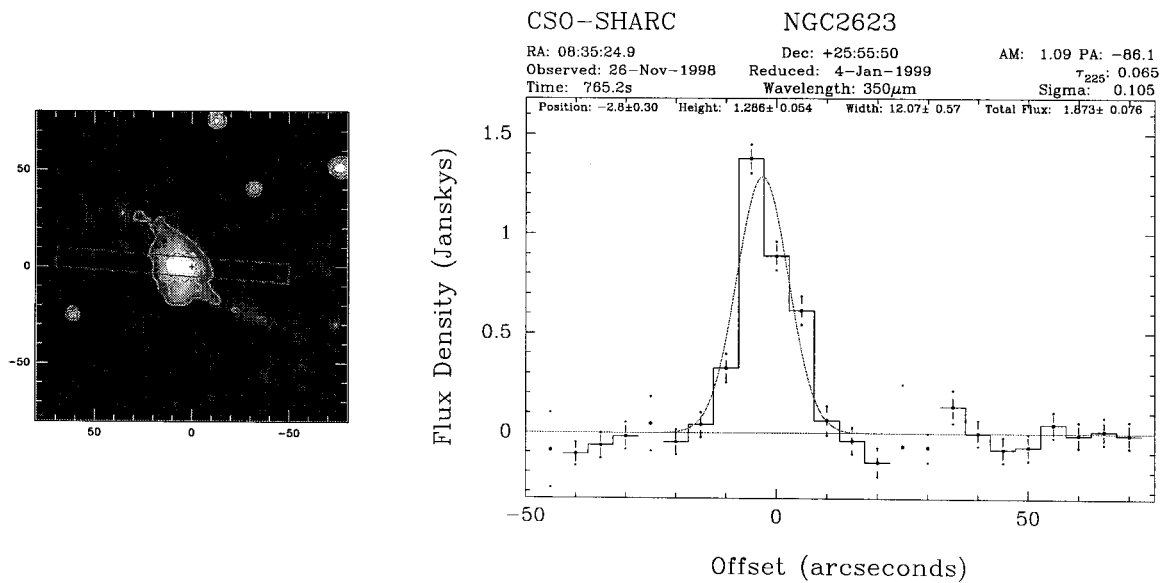 CSO-SHARC NGC2623
RA: 08:35:24.9 Dec: +25:55:50 AM: 1.09 PA: -86.1
Observed: 26-Nov-1998 Reduced: 4-Jan-1999 τ225: 0.065
Time: 765.2s Wavelength: 350μm Sigma: 0.105
Position: -2.8±0.30 Height: 1.286±0.054 Width: 12.07±0.57 Total Flux: 1.873±0.076
50
0
-50
50 0 -50
Flux Density (Janskys)
1.5
1
0.5
0
-50 0 50
Offset (arcseconds)